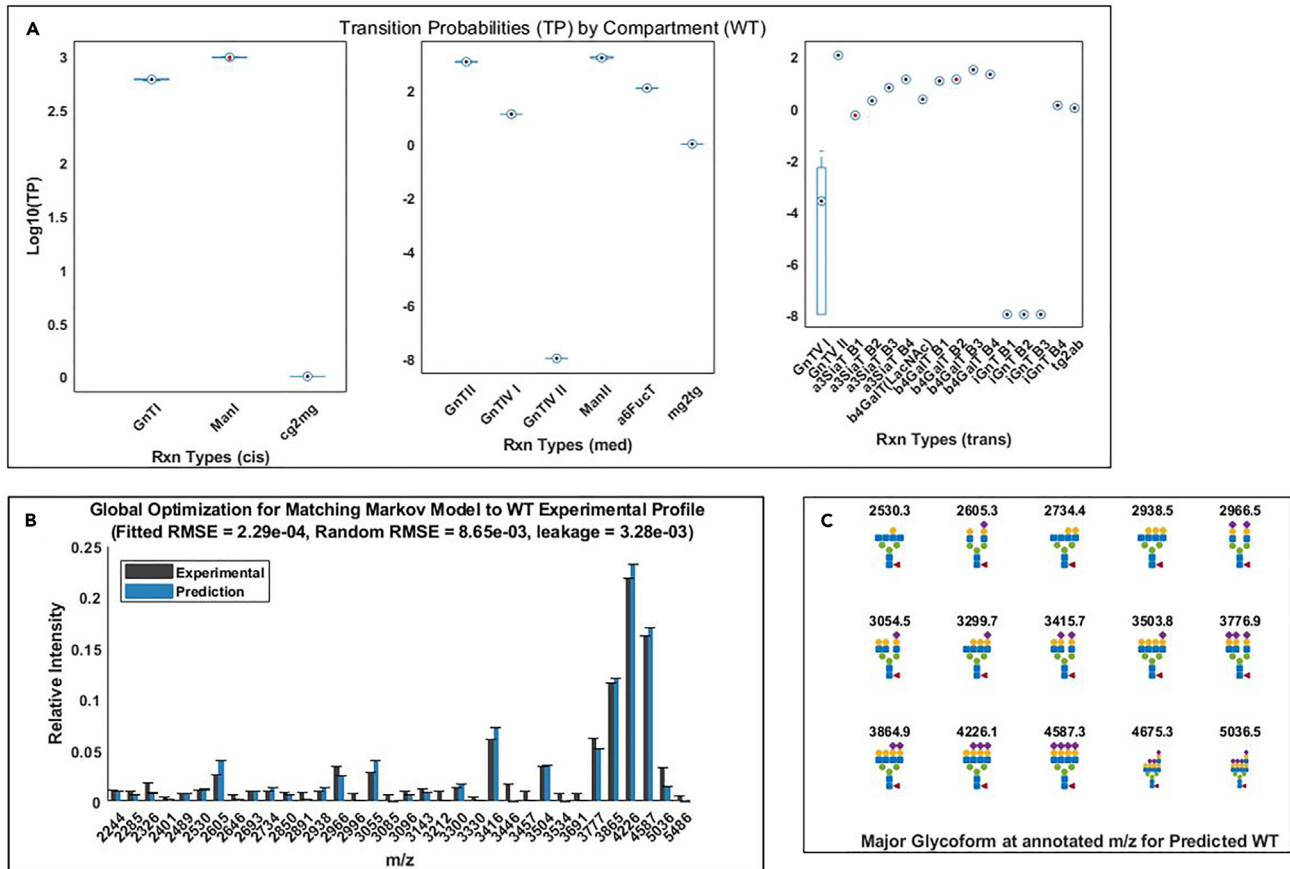 A
Transition Probabilities (TP) by Compartment (WT)
Log10(TP)
3
2.5
2
1.5
1
0.5
0
GnTI
ManI
cg2mg
Rxn Types (cis)
2
0
-2
-4
-6
-8
GnTII
GnTIV I
GnTIV II
ManII
a6FucT
mg2tg
Rxn Types (med)
2
0
-2
-4
-6
-8
GnTV I
GnTV II
a3SiaT B1
a3SiaT B2
a3SiaT B3
a3SiaT B4
b4GalT(LacNAc)
b4GalT B1
b4GalT B2
b4GalT B3
b4GalT B4
iGnT B1
iGnT B2
iGnT B3
iGnT B4
tg2ab
Rxn Types (trans)
B
Global Optimization for Matching Markov Model to WT Experimental Profile
(Fitted RMSE = 2.29e-04, Random RMSE = 8.65e-03, leakage = 3.28e-03)
Experimental
Prediction
Relative Intensity
0.25
0.2
0.15
0.1
0.05
0
2244
2285
2326
2401
2489
2530
2605
2646
2693
2734
2850
2891
2938
2966
2996
3055
3085
3096
3143
3212
3300
3330
3416
3446
3457
3504
3534
3691
3777
3865
4226
4587
5036
5486
m/z
C
2530.3 2605.3 2734.4 2938.5 2966.5
3054.5 3299.7 3415.7 3503.8 3776.9
3864.9 4226.1 4587.3 4675.3 5036.5
Major Glycoform at annotated m/z for Predicted WT